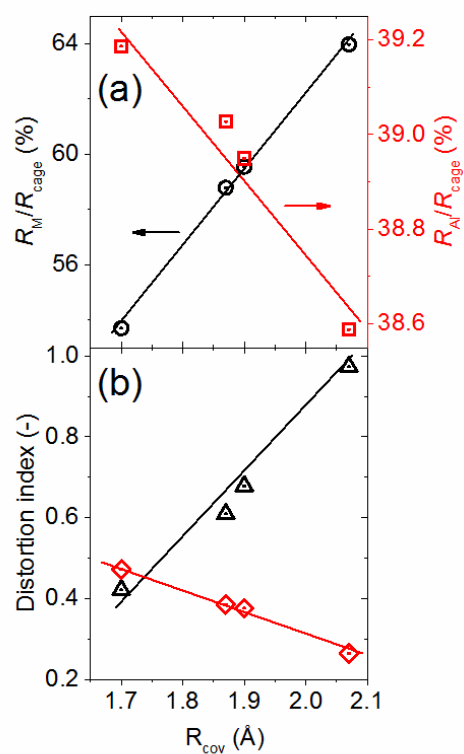 64
60
56
R_M/R_cage (%)
(a)
39.2
39.0
38.8
38.6
R_Al/R_cage (%)
1.0
0.8
0.6
0.4
0.2
Distortion index (-)
(b)
1.7 1.8 1.9 2.0 2.1
R_cov (Å)